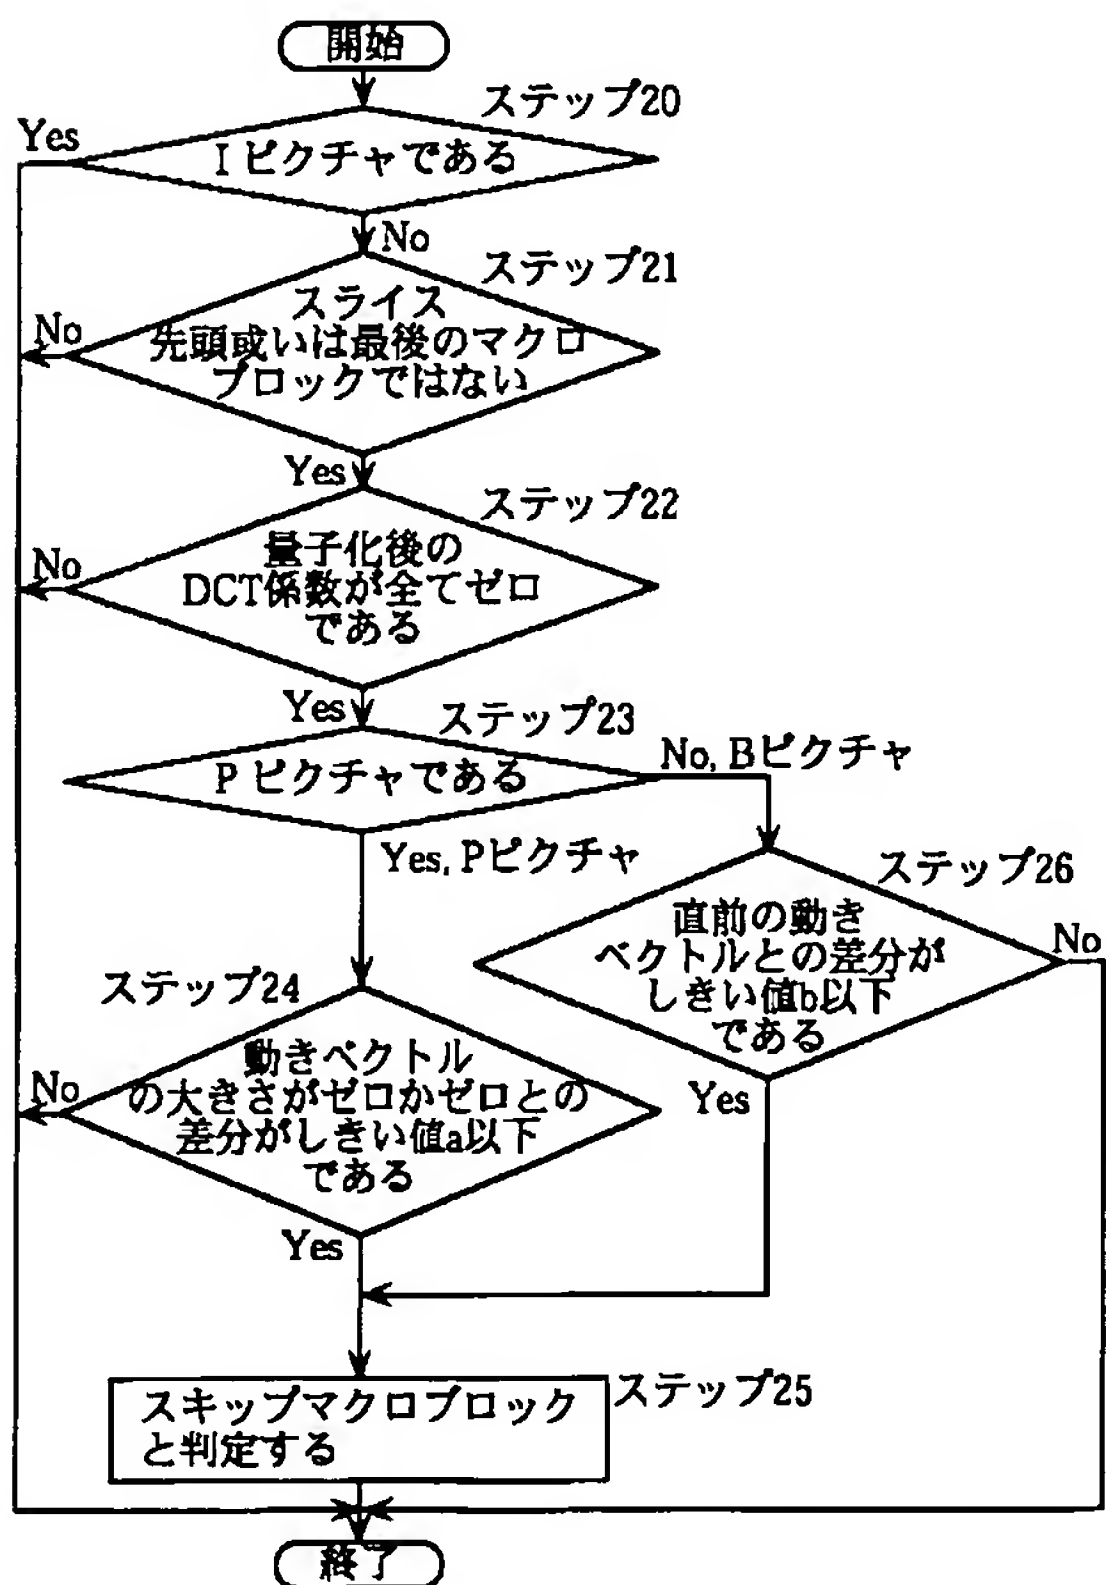 開始
ステップ20
Yes
Iピクチャである
No
ステップ21
No
スライス
先頭或いは最後のマクロ
ブロックではない
Yes
ステップ22
No
量子化後の
DCT係数が全てゼロ
である
Yes
ステップ23
Pピクチャである
No, Bピクチャ
Yes, Pピクチャ
ステップ26
直前の動き
ベクトルとの差分が
しきい値b以下
である
No
Yes
ステップ24
No
動きベクトル
の大きさがゼロかゼロとの
差分がしきい値a以下
である
Yes
ステップ25
スキップマクロブロック
と判定する
終了